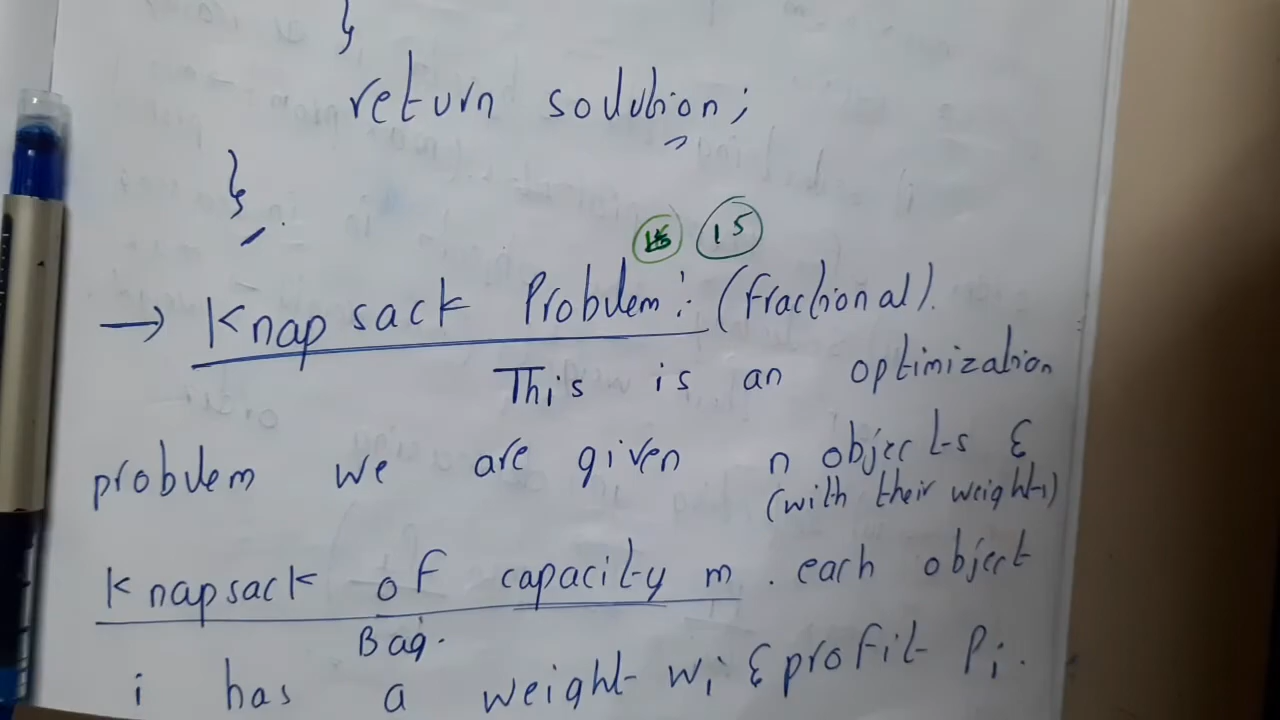 }
return solution;
}
15
→ Knapsack Problem: (fractional).
This is an optimization
problem we are given n objects &
(with their weights)
knapsack of capacity m. each object
Bag.
i has a weight wi & profit Pi.